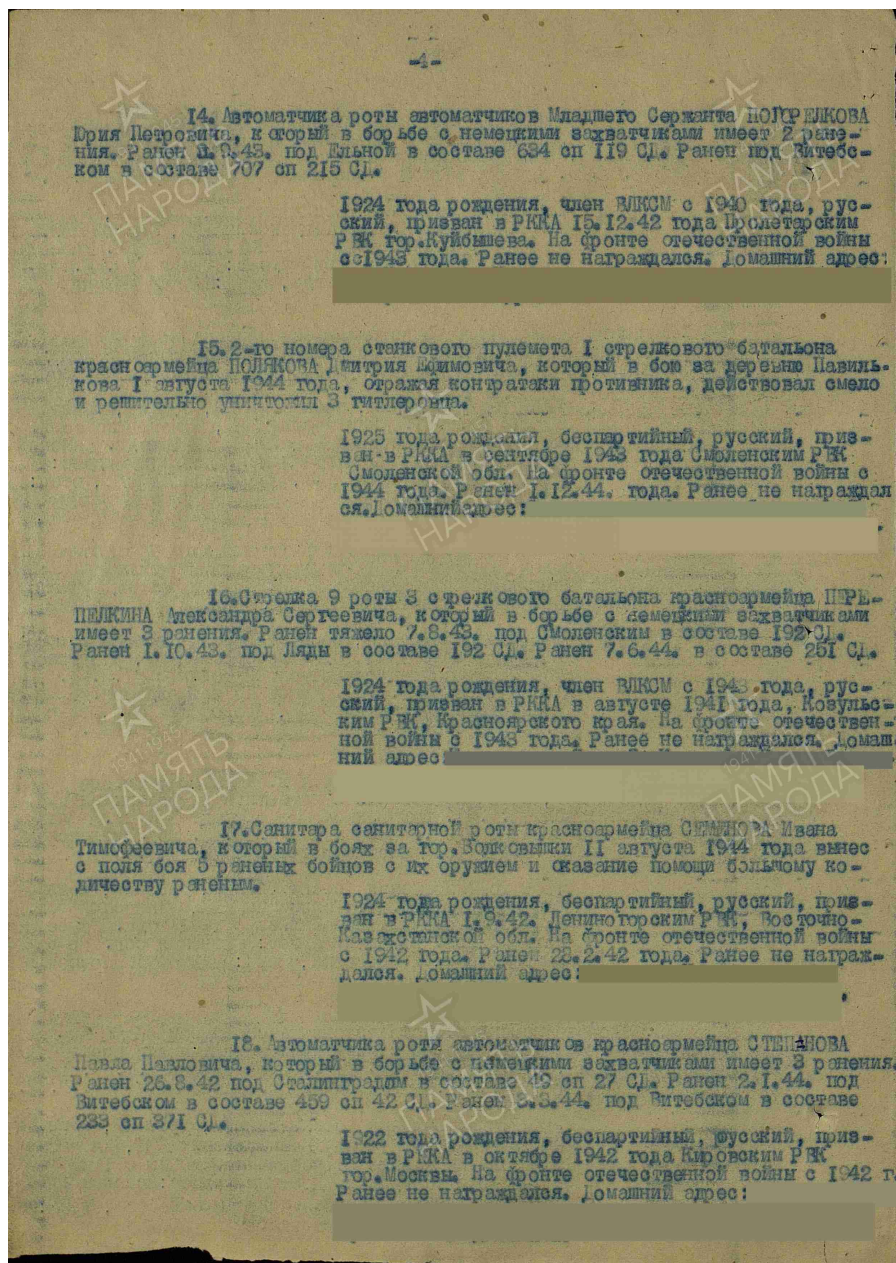 -4-
14. Автоматчика роты автоматчиков Младшего Сержанта ПОГОРЕЛКОВА
Юрия Петровича, который в борьбе с немецкими захватчиками имеет 2 ране-
ния. Ранен 3.9.43. под Ельной в составе 634 сп 119 СД. Ранен под Витебс-
ком в составе 707 сп 215 СД.
1924 года рождения, член ВЛКСМ с 1940 года, рус-
ский, призван в РККА 15.12.42 года Пролетарским
РВК гор.Куйбышева. На фронте отечественной войны
сс1943 года. Ранее не награждался. Домашний адрес:
15.2-го номера станкового пулемета I стрелкового батальона
красноармейца ПОЛЯКОВА Дмитрия Ефимовича, который в бою за деревню Павиль-
кова I августа 1944 года, отражая контратаки противника, действовал смело
и решительно уничтожил 3 гитлеровца.
1925 года рождения, беспартийный, русский, приз-
ван в РККА в сентябре 1943 года Смоленским РВК
Смоленской обл. На фронте отечественной войны с
1944 года. Ранен 1.12.44. года. Ранее не награждал
ся.Домашнийадрес:
16.Стрелка 9 роты 3 стрелкового батальона красноармейца ПЕРЕ-
ПЕЛКИНА Александра Сергеевича, который в борьбе с немецкими захватчиками
имеет 3 ранения. Ранен тяжело 7.8.43. под Смоленским в составе 192 СД.
Ранен 1.10.43. под Ляды в составе 192 СД. Ранен 7.6.44. в составе 251 СД.
1924 года рождения, член ВЛКСМ с 1943 года, рус-
ский, призван в РККА в августе 1941 года, Козульс-
ким РВК, Красноярского края. На фронте отечествен-
ной войны с 1943 года. Ранее не награждался. Домаш
ний адрес
17.Санитара санитарной роты красноармейца СЕМЕНОВА Ивана
Тимофеевича, который в боях за гор.Волковышки II августа 1944 года вынес
с поля боя 5 раненых бойцов с их оружием и оказание помощи большому ко-
личеству раненым.
1924 года рождения, беспартийный, русский, приз-
ван в РККА 1.9.42. Лениногорским РВК, Восточно-
Казахстанской обл. На фронте отечественной войны
с 1942 года. Ранен 28.2.42 года. Ранее не награж-
дался. Домашний адрес:
18. Автоматчика роты автоматчиков красноармейца СТЕПАНОВА
Павла Павловича, который в борьбе с немецкими захватчиками имеет 3 ранения.
Ранен 26.8.42 под Сталинградом в составе 49 сп 27 СД. Ранен 2.1.44. под
Витебском в составе 459 сп 42 СД. Ранен 3.3.44. под Витебском в составе
233 сп 371 СД.
1922 года рождения, беспартийный, русский, приз-
ван в РККА в октябре 1942 года Кировским РВК
гор.Москвы. На фронте отечественной войны с 1942 г.
Ранее не награждался. Домашний адрес: